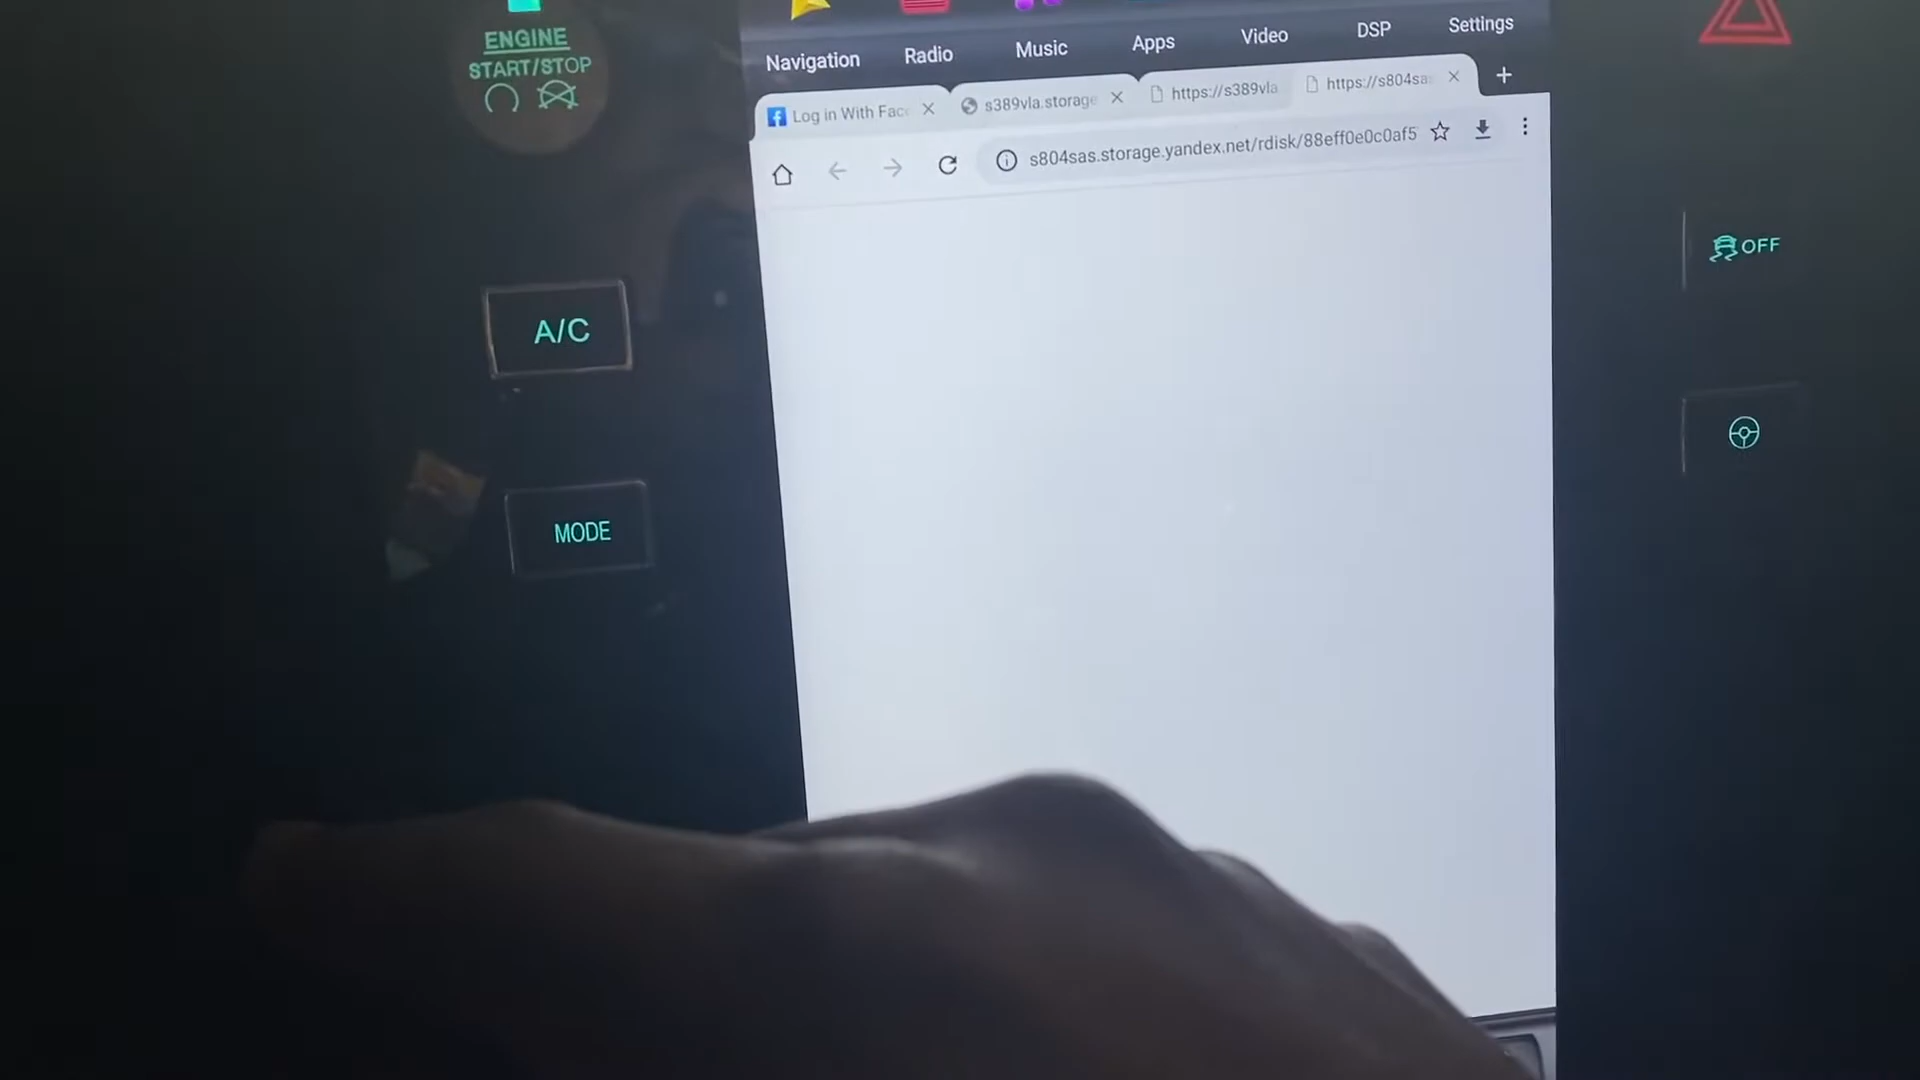 ENGINE
START/STOP
A/C
MODE
Navigation
Radio
Music
Apps
Video
DSP
Settings
Log in With Fac
s389vla.storage
https://s389vla
https://s804sas
s804sas.storage.yandex.net/rdisk/88eff0e0c0af5
OFF